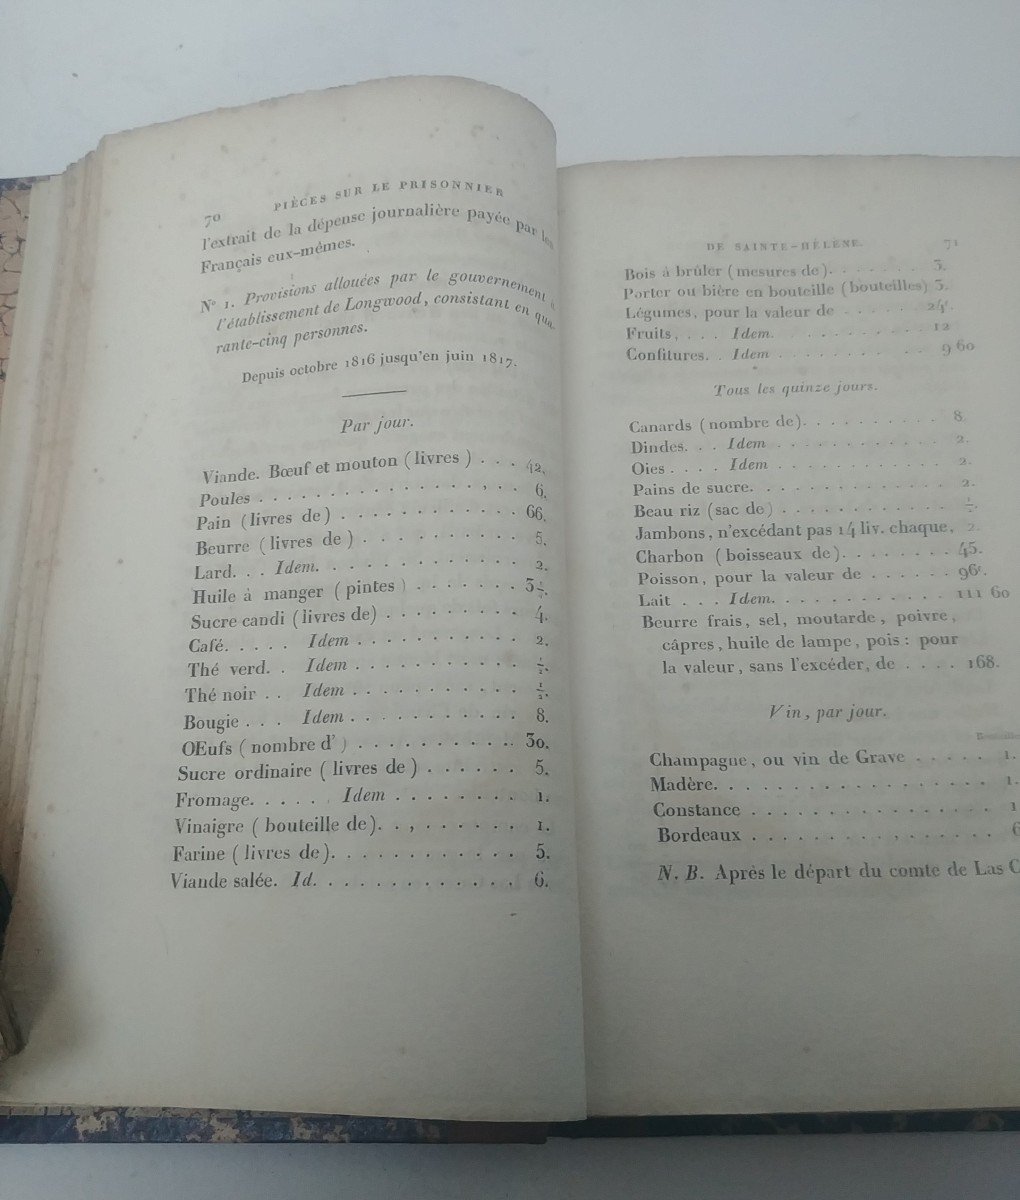 70 PIÈCES SUR LE PRISONNIER
l'extrait de la dépense journalière payée par les
Français eux-mêmes.
N° 1. Provisions allouées par le gouvernement à
l'établissement de Longwood, consistant en qua-
rante-cinq personnes.
Depuis octobre 1816 jusqu'en juin 1817.
Par jour.
Viande. Bœuf et mouton (livres) . . . 42.
Poules . . . . . . . . . . . . . . . 6.
Pain (livres de) . . . . . . . . . . . . 66.
Beurre (livres de) . . . . . . . . . . 5.
Lard. . . Idem. . . . . . . . . . . . 2.
Huile à manger (pintes) . . . . . . . 3
Sucre candi (livres de) . . . . . . . . 4.
Café. . . . . Idem . . . . . . . . . . 2.
Thé verd. . Idem . . . . . . . . . . ½.
Thé noir . . Idem . . . . . . . . . . ½.
Bougie . . . Idem . . . . . . . . . . 8.
OEufs (nombre d') . . . . . . . . . . 30.
Sucre ordinaire (livres de) . . . . . . 5.
Fromage. . . . . . Idem . . . . . . . . 1.
Vinaigre (bouteille de). . , . . . . . . 1.
Farine (livres de). . . . . . . . . . . . 5.
Viande salée. Id. . . . . . . . . . . . . 6.
DE SAINTE-HÉLÈNE. 71
Bois à brûler (mesures de). . . . . . . 3.
Porter ou bière en bouteille (bouteilles) 3.
Légumes, pour la valeur de . . . . . 24
Fruits, . . . Idem. . . . . . . . . . 12
Confitures. . Idem . . . . . . . . . . 9 60
Tous les quinze jours.
Canards (nombre de). . . . . . . . . . 8.
Dindes. . . Idem . . . . . . . . . . . 2.
Oies . . . . Idem . . . . . . . . . . . 2.
Pains de sucre. . . . . . . . . . . . . 2.
Beau riz (sac de) . . . . . . . . . . . ½
Jambons, n'excédant pas 14 liv. chaque, 2.
Charbon (boisseaux de). . . . . . . . 45.
Poisson, pour la valeur de . . . . . . 96
Lait . . . Idem. . . . . . . . . . . . 111 60
Beurre frais, sel, moutarde, poivre,
câpres, huile de lampe, pois : pour
la valeur, sans l'excéder, de . . . . 168.
Vin, par jour.
Champagne, ou vin de Grave . . . . . 1.
Madère. . . . . . . . . . . . . . . . . 1.
Constance . . . . . . . . . . . . . . . 1
Bordeaux . . . . . . . . . . . . . . . 6
N. B. Après le départ du comte de Las C